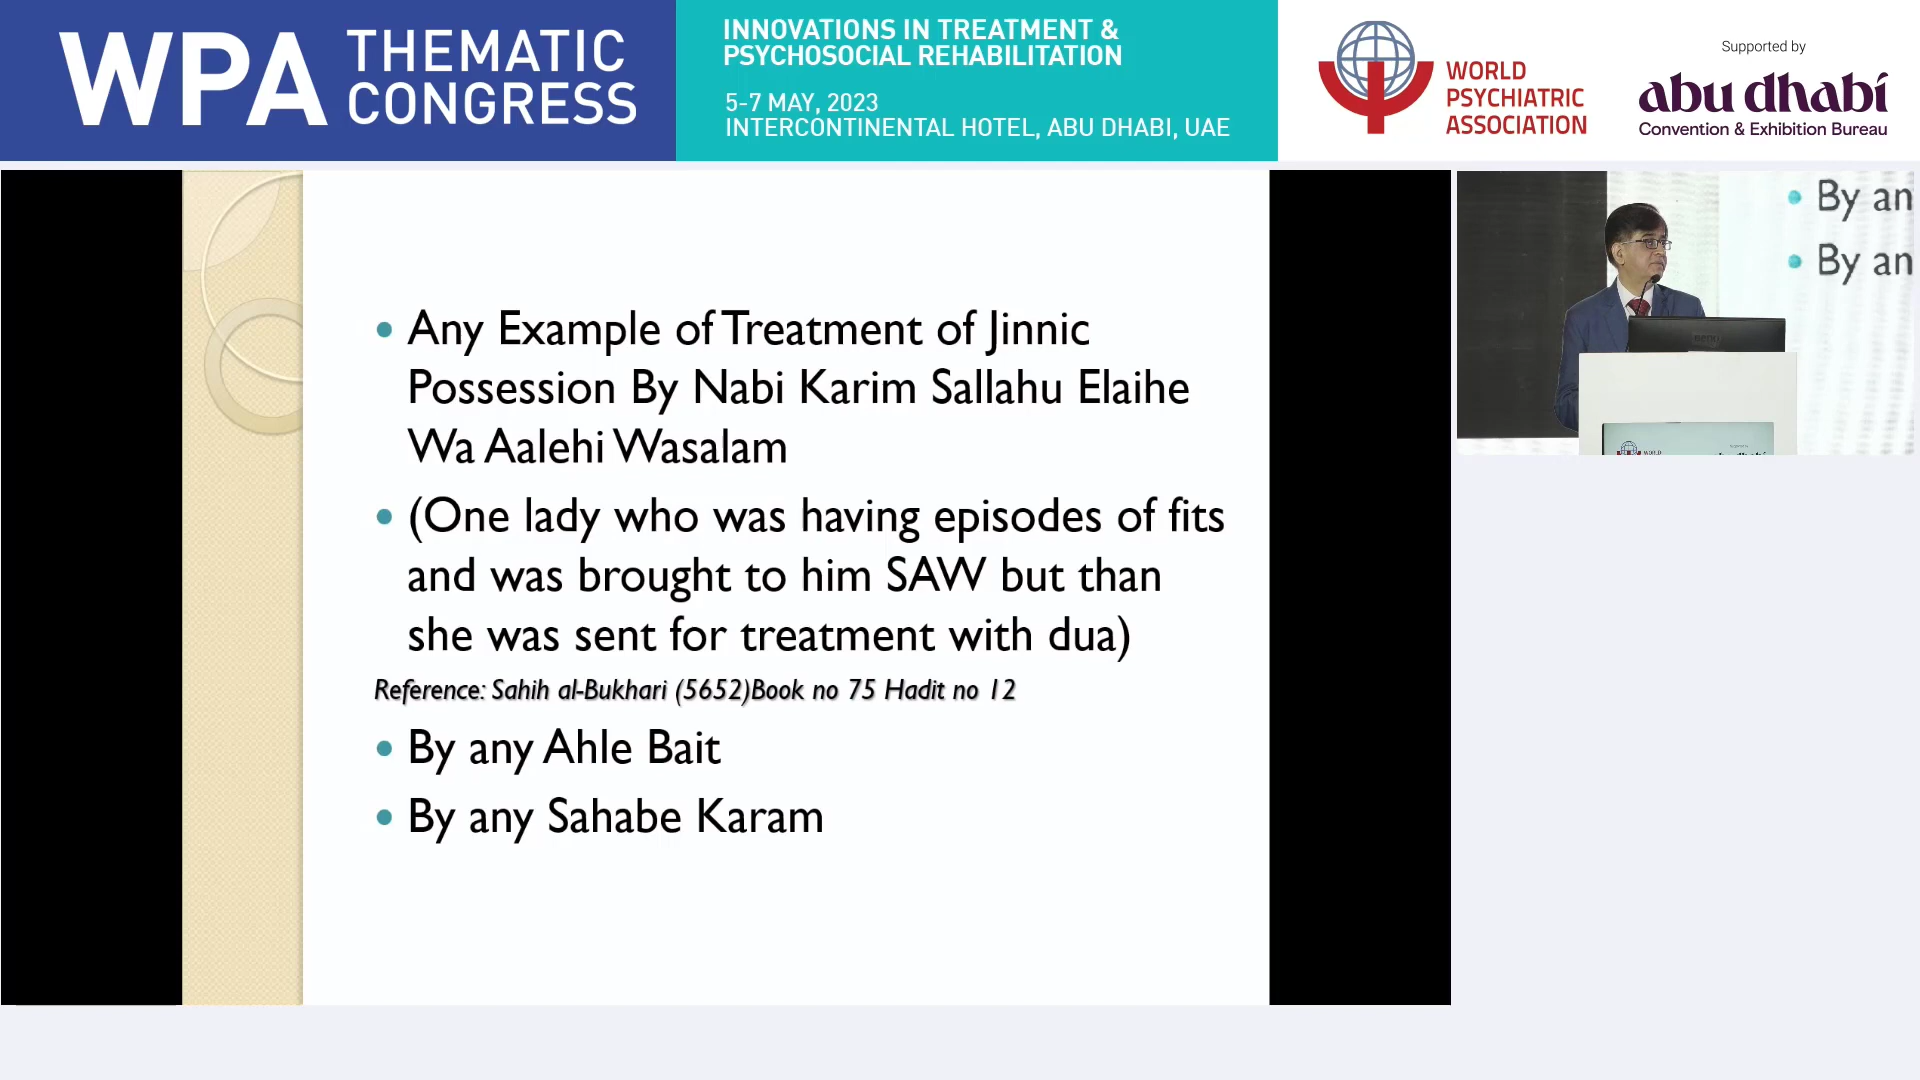 WPA THEMATIC CONGRESS
INNOVATIONS IN TREATMENT &
PSYCHOSOCIAL REHABILITATION
5-7 MAY, 2023
INTERCONTINENTAL HOTEL, ABU DHABI, UAE
WORLD
PSYCHIATRIC
ASSOCIATION
Supported by
abu dhabi
Convention & Exhibition Bureau
• Any Example of Treatment of Jinnic
Possession By Nabi Karim Sallahu Elaihe
Wa Aalehi Wasalam
• (One lady who was having episodes of fits
and was brought to him SAW but than
she was sent for treatment with dua)
Reference: Sahih al-Bukhari (5652)Book no 75 Hadit no 12
• By any Ahle Bait
• By any Sahabe Karam
• By an
• By an
WORLD